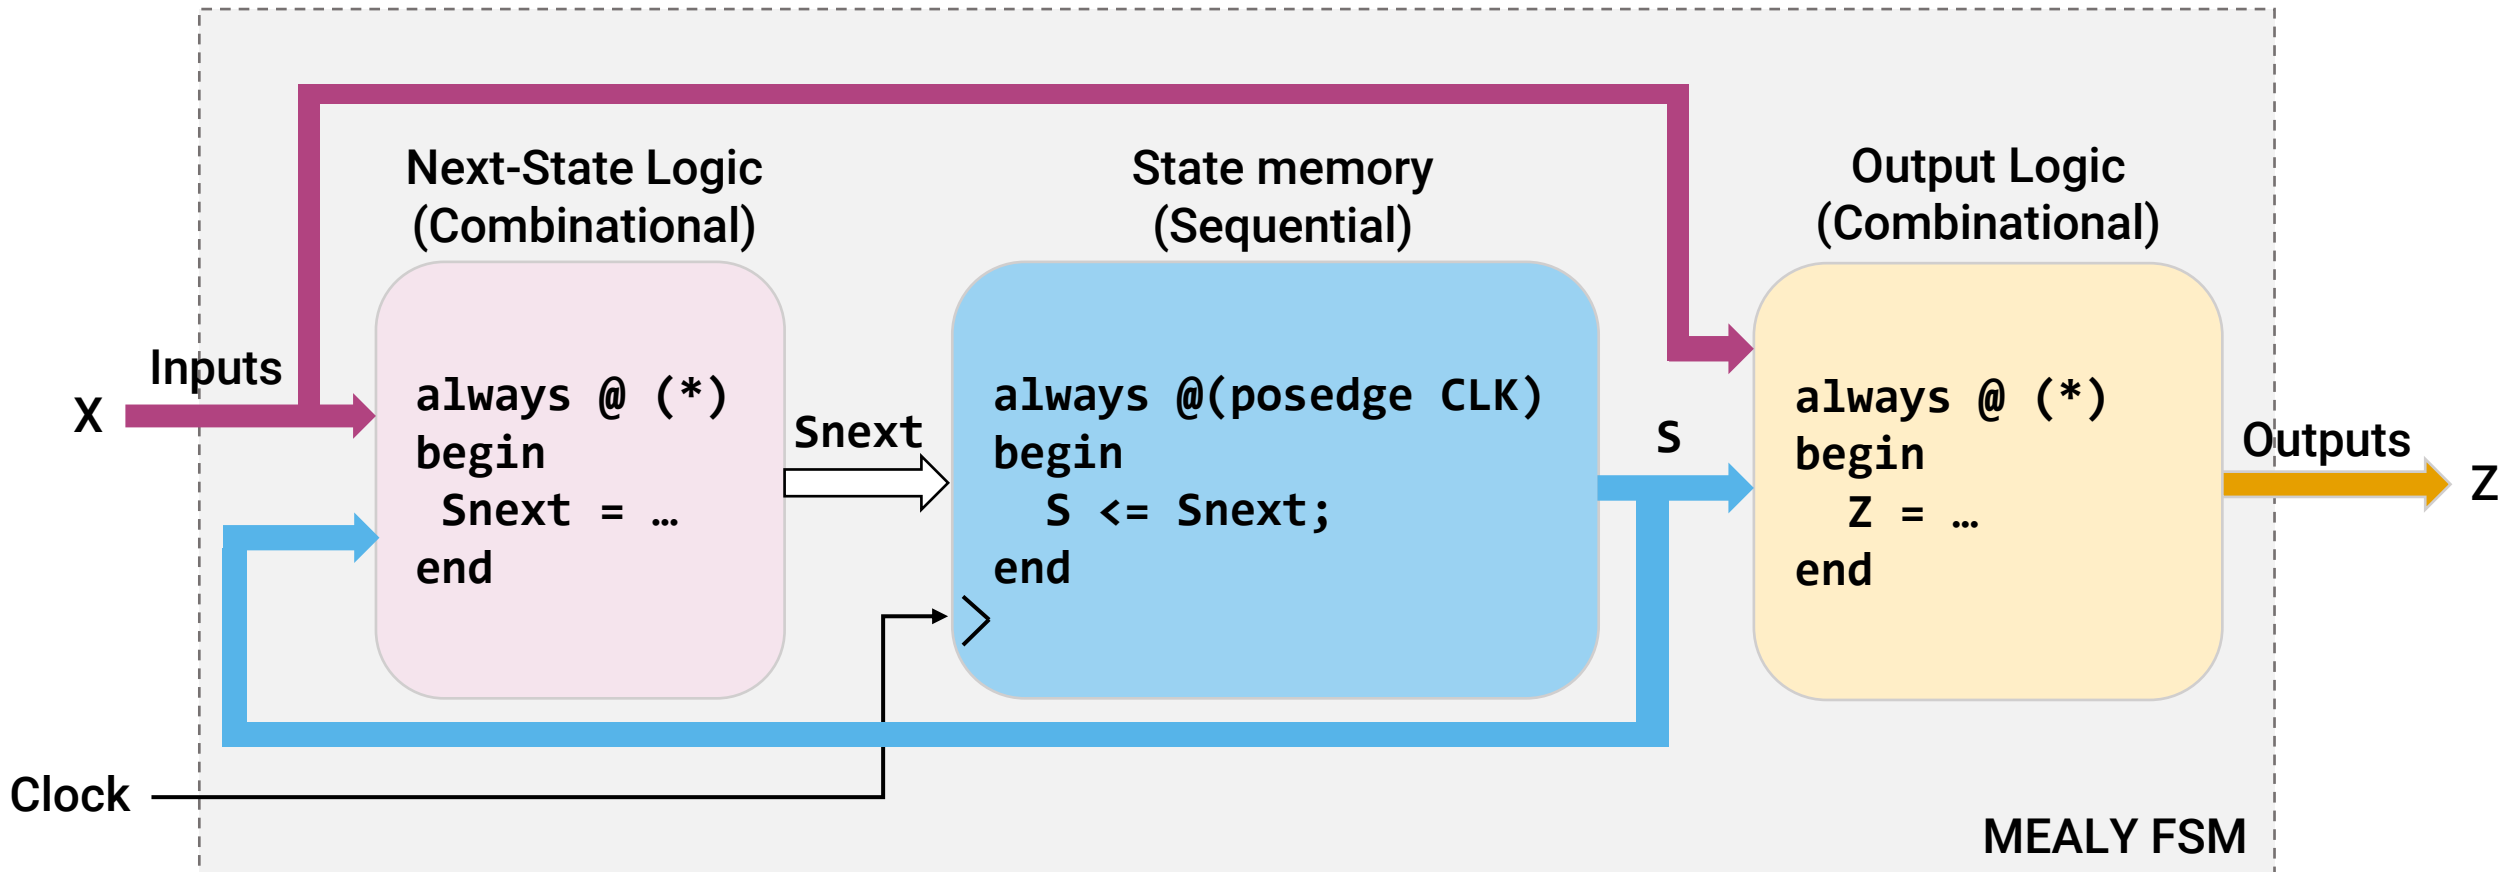 Next-State Logic
(Combinational)
State memory
(Sequential)
Output Logic
(Combinational)
Inputs
X
always @ (*)
begin
 Snext = …
end
Snext
always @(posedge CLK)
begin
  S <= Snext;
end
S
always @ (*)
begin
  Z = …
end
Outputs
Z
Clock
MEALY FSM